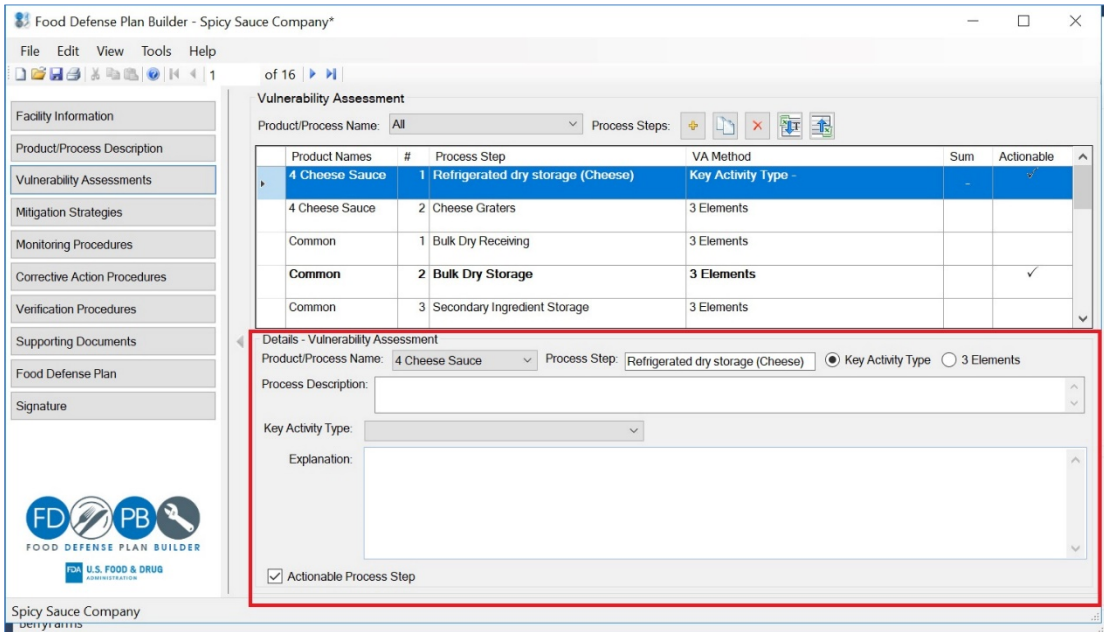 Food Defense Plan Builder - Spicy Sauce Company*
File Edit View Tools Help
1 of 16
Facility Information
Product/Process Description
Vulnerability Assessments
Mitigation Strategies
Monitoring Procedures
Corrective Action Procedures
Verification Procedures
Supporting Documents
Food Defense Plan
Signature
FD PB
FOOD DEFENSE PLAN BUILDER
FDA U.S. FOOD & DRUG
ADMINISTRATION
Vulnerability Assessment
Product/Process Name: All Process Steps:
Product Names # Process Step VA Method Sum Actionable
4 Cheese Sauce 1 Refrigerated dry storage (Cheese) Key Activity Type - - ✓
4 Cheese Sauce 2 Cheese Graters 3 Elements
Common 1 Bulk Dry Receiving 3 Elements
Common 2 Bulk Dry Storage 3 Elements ✓
Common 3 Secondary Ingredient Storage 3 Elements
Details - Vulnerability Assessment
Product/Process Name: 4 Cheese Sauce Process Step: Refrigerated dry storage (Cheese) Key Activity Type 3 Elements
Process Description:
Key Activity Type:
Explanation:
Actionable Process Step
Spicy Sauce Company
BerryFarms